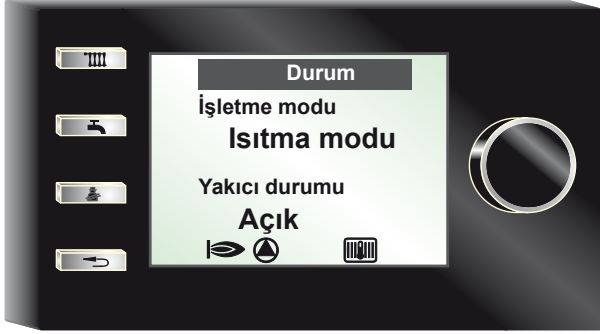 Durum
İşletme modu
Isıtma modu
Yakıcı durumu
Açık